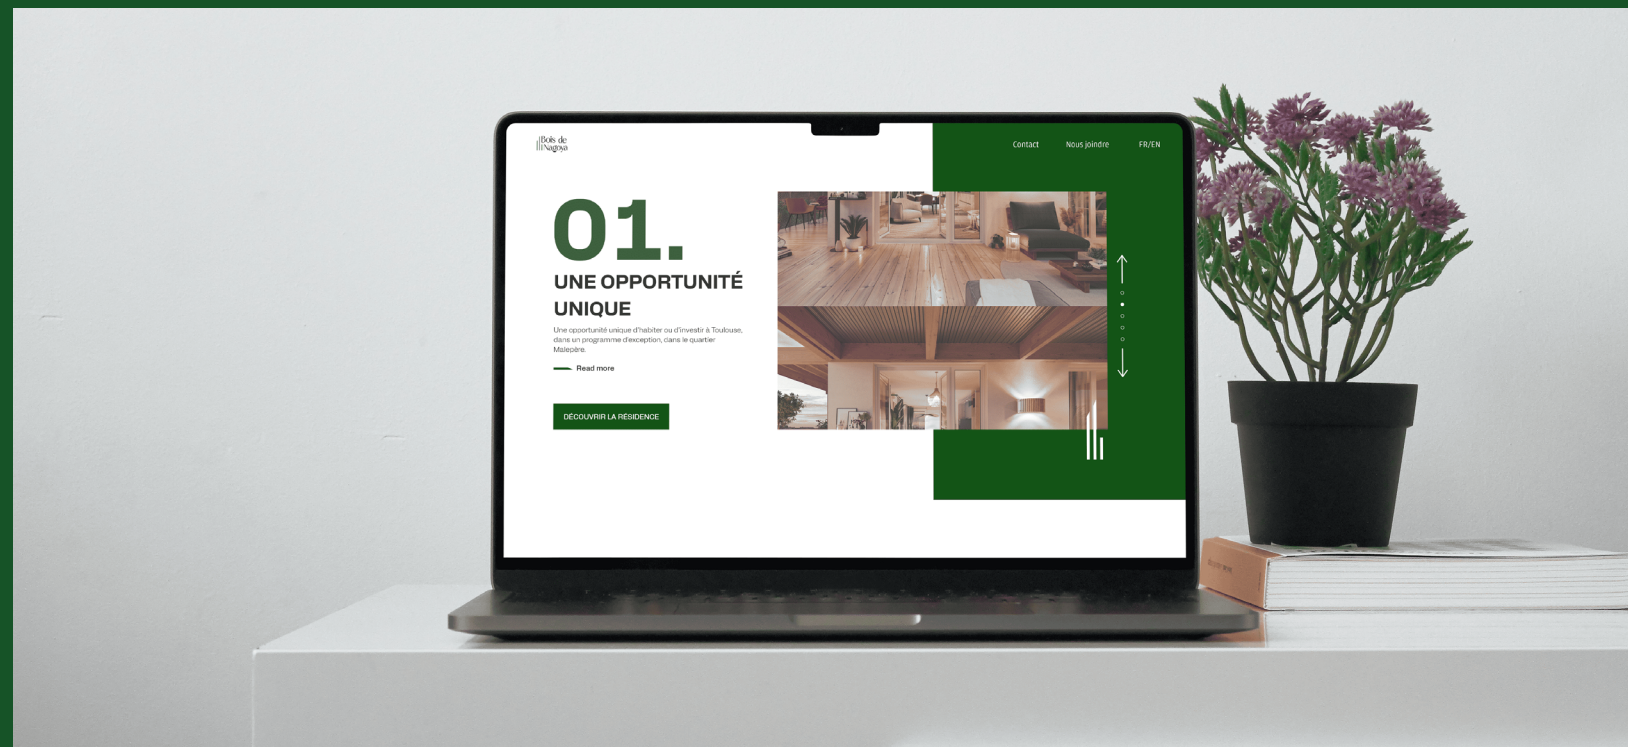 Bois de
Nagoya
Contact
Nous joindre
FR/EN
01.
UNE OPPORTUNITÉ
UNIQUE
Une opportunité unique d'habiter ou d'investir à Toulouse,
dans un programme d'exception, dans le quartier
Malepère.
Read more
DÉCOUVRIR LA RÉSIDENCE